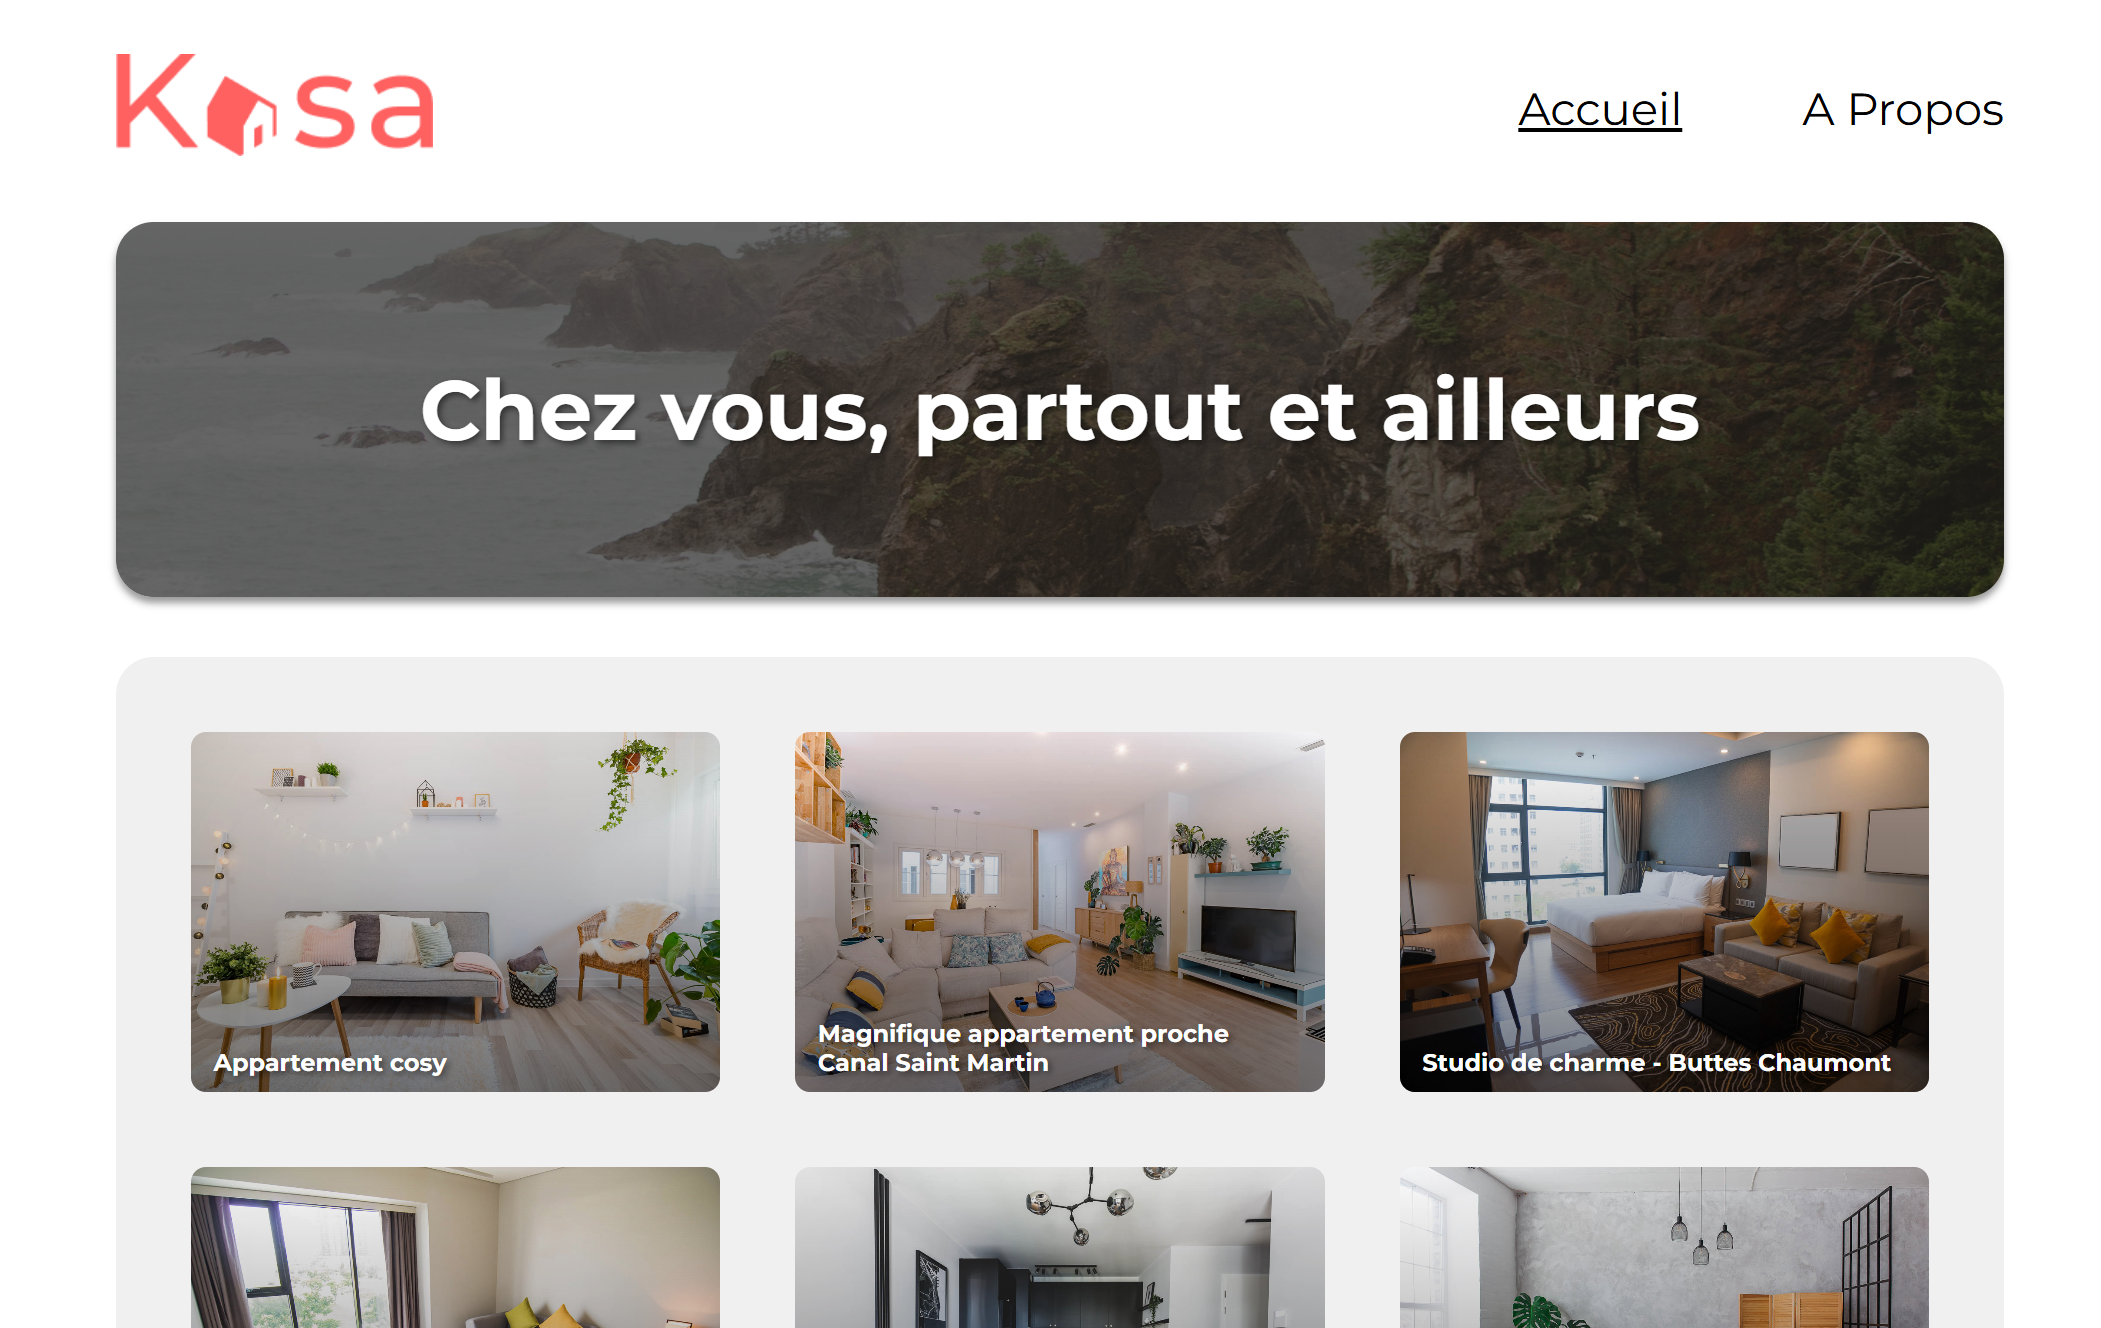 Kasa
Accueil
A Propos
Chez vous, partout et ailleurs
Appartement cosy
Magnifique appartement proche
Canal Saint Martin
Studio de charme - Buttes Chaumont